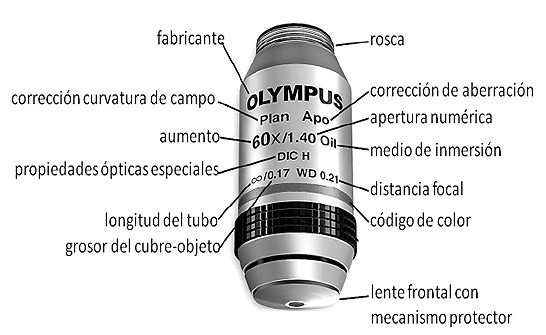 fabricante
rosca
OLYMPUS
corrección de aberración
corrección curvatura de campo
Plan Apo
apertura numérica
aumento
60X/1.40 Oil
medio de inmersión
DIC H
propiedades ópticas especiales
∞/0.17 WD 0.21
distancia focal
longitud del tubo
código de color
grosor del cubre-objeto
lente frontal con
mecanismo protector